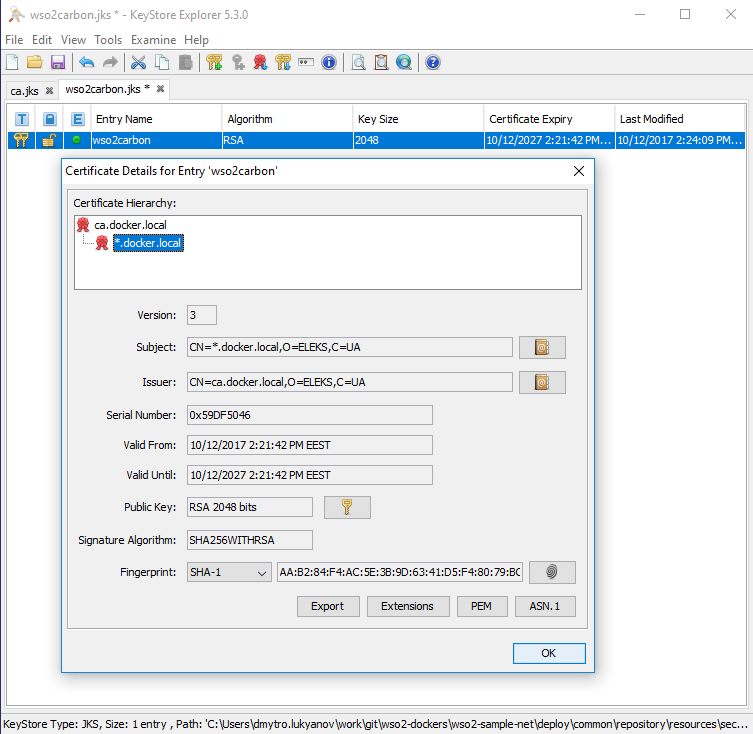 wso2carbon.jks * - KeyStore Explorer 5.3.0
File Edit View Tools Examine Help
ca.jks wso2carbon.jks *
T E Entry Name Algorithm Key Size Certificate Expiry Last Modified
wso2carbon RSA 2048 10/12/2027 2:21:42 PM... 10/12/2017 2:24:09 PM...
Certificate Details for Entry 'wso2carbon'
Certificate Hierarchy:
ca.docker.local
*.docker.local
Version: 3
Subject: CN=*.docker.local,O=ELEKS,C=UA
Issuer: CN=ca.docker.local,O=ELEKS,C=UA
Serial Number: 0x59DF5046
Valid From: 10/12/2017 2:21:42 PM EEST
Valid Until: 10/12/2027 2:21:42 PM EEST
Public Key: RSA 2048 bits
Signature Algorithm: SHA256WITHRSA
Fingerprint: SHA-1 AA:B2:84:F4:AC:5E:3B:9D:63:41:D5:F4:80:79:BC
Export Extensions PEM ASN.1
OK
KeyStore Type: JKS, Size: 1 entry , Path: 'C:\Users\dmytro.lukyanov\work\git\wso2-dockers\wso2-sample-net\deploy\common\repository\resources\sec...